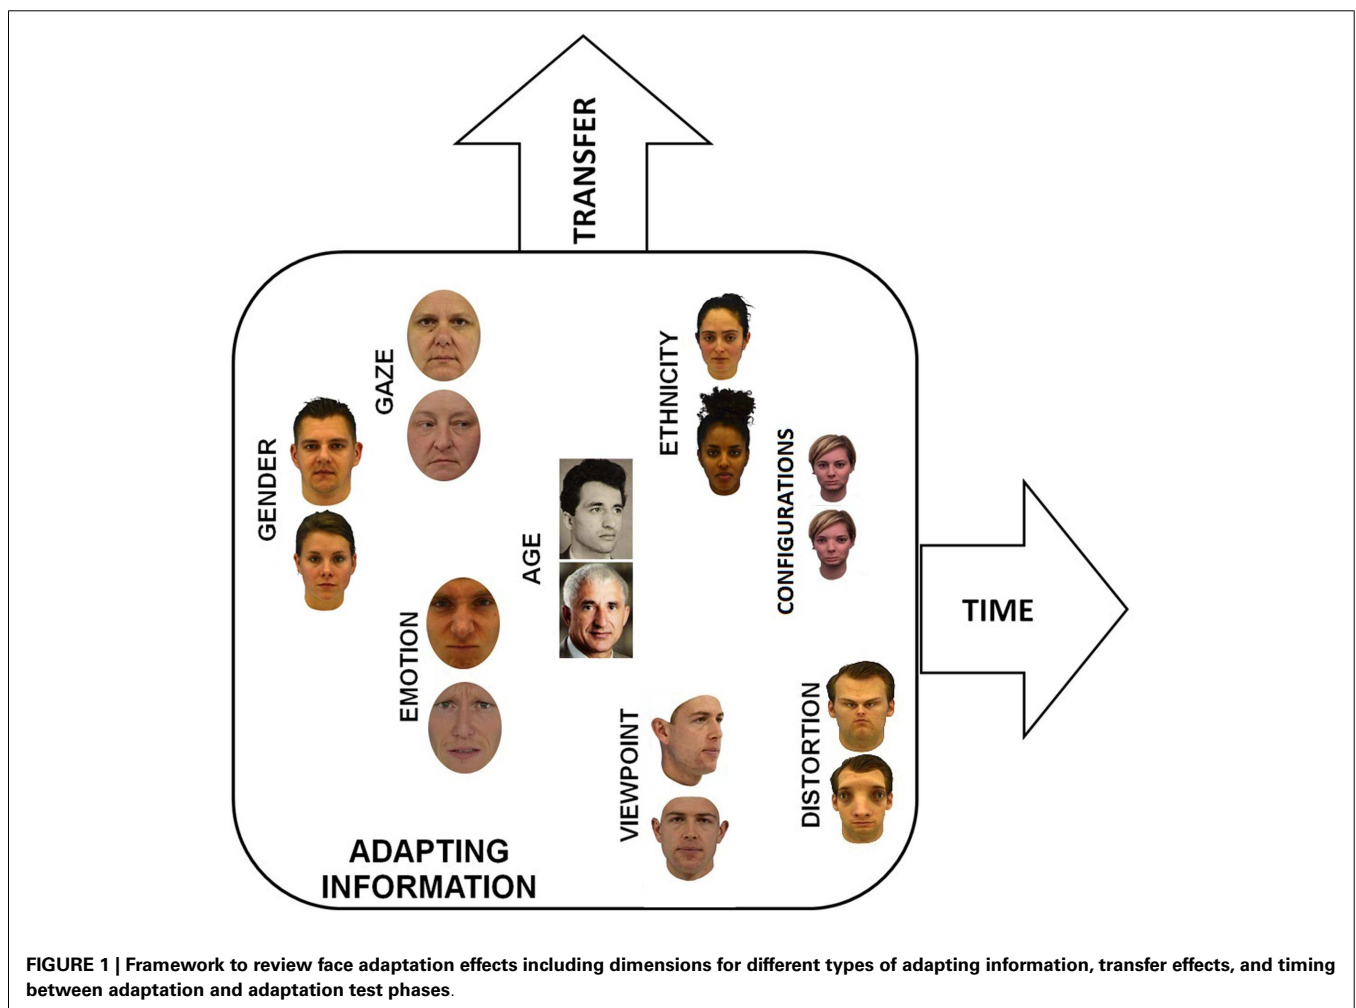 TRANSFER
GAZE
ETHNICITY
GENDER
CONFIGURATIONS
AGE
TIME
EMOTION
VIEWPOINT
DISTORTION
ADAPTING
INFORMATION
FIGURE 1 | Framework to review face adaptation effects including dimensions for different types of adapting information, transfer effects, and timing
between adaptation and adaptation test phases.